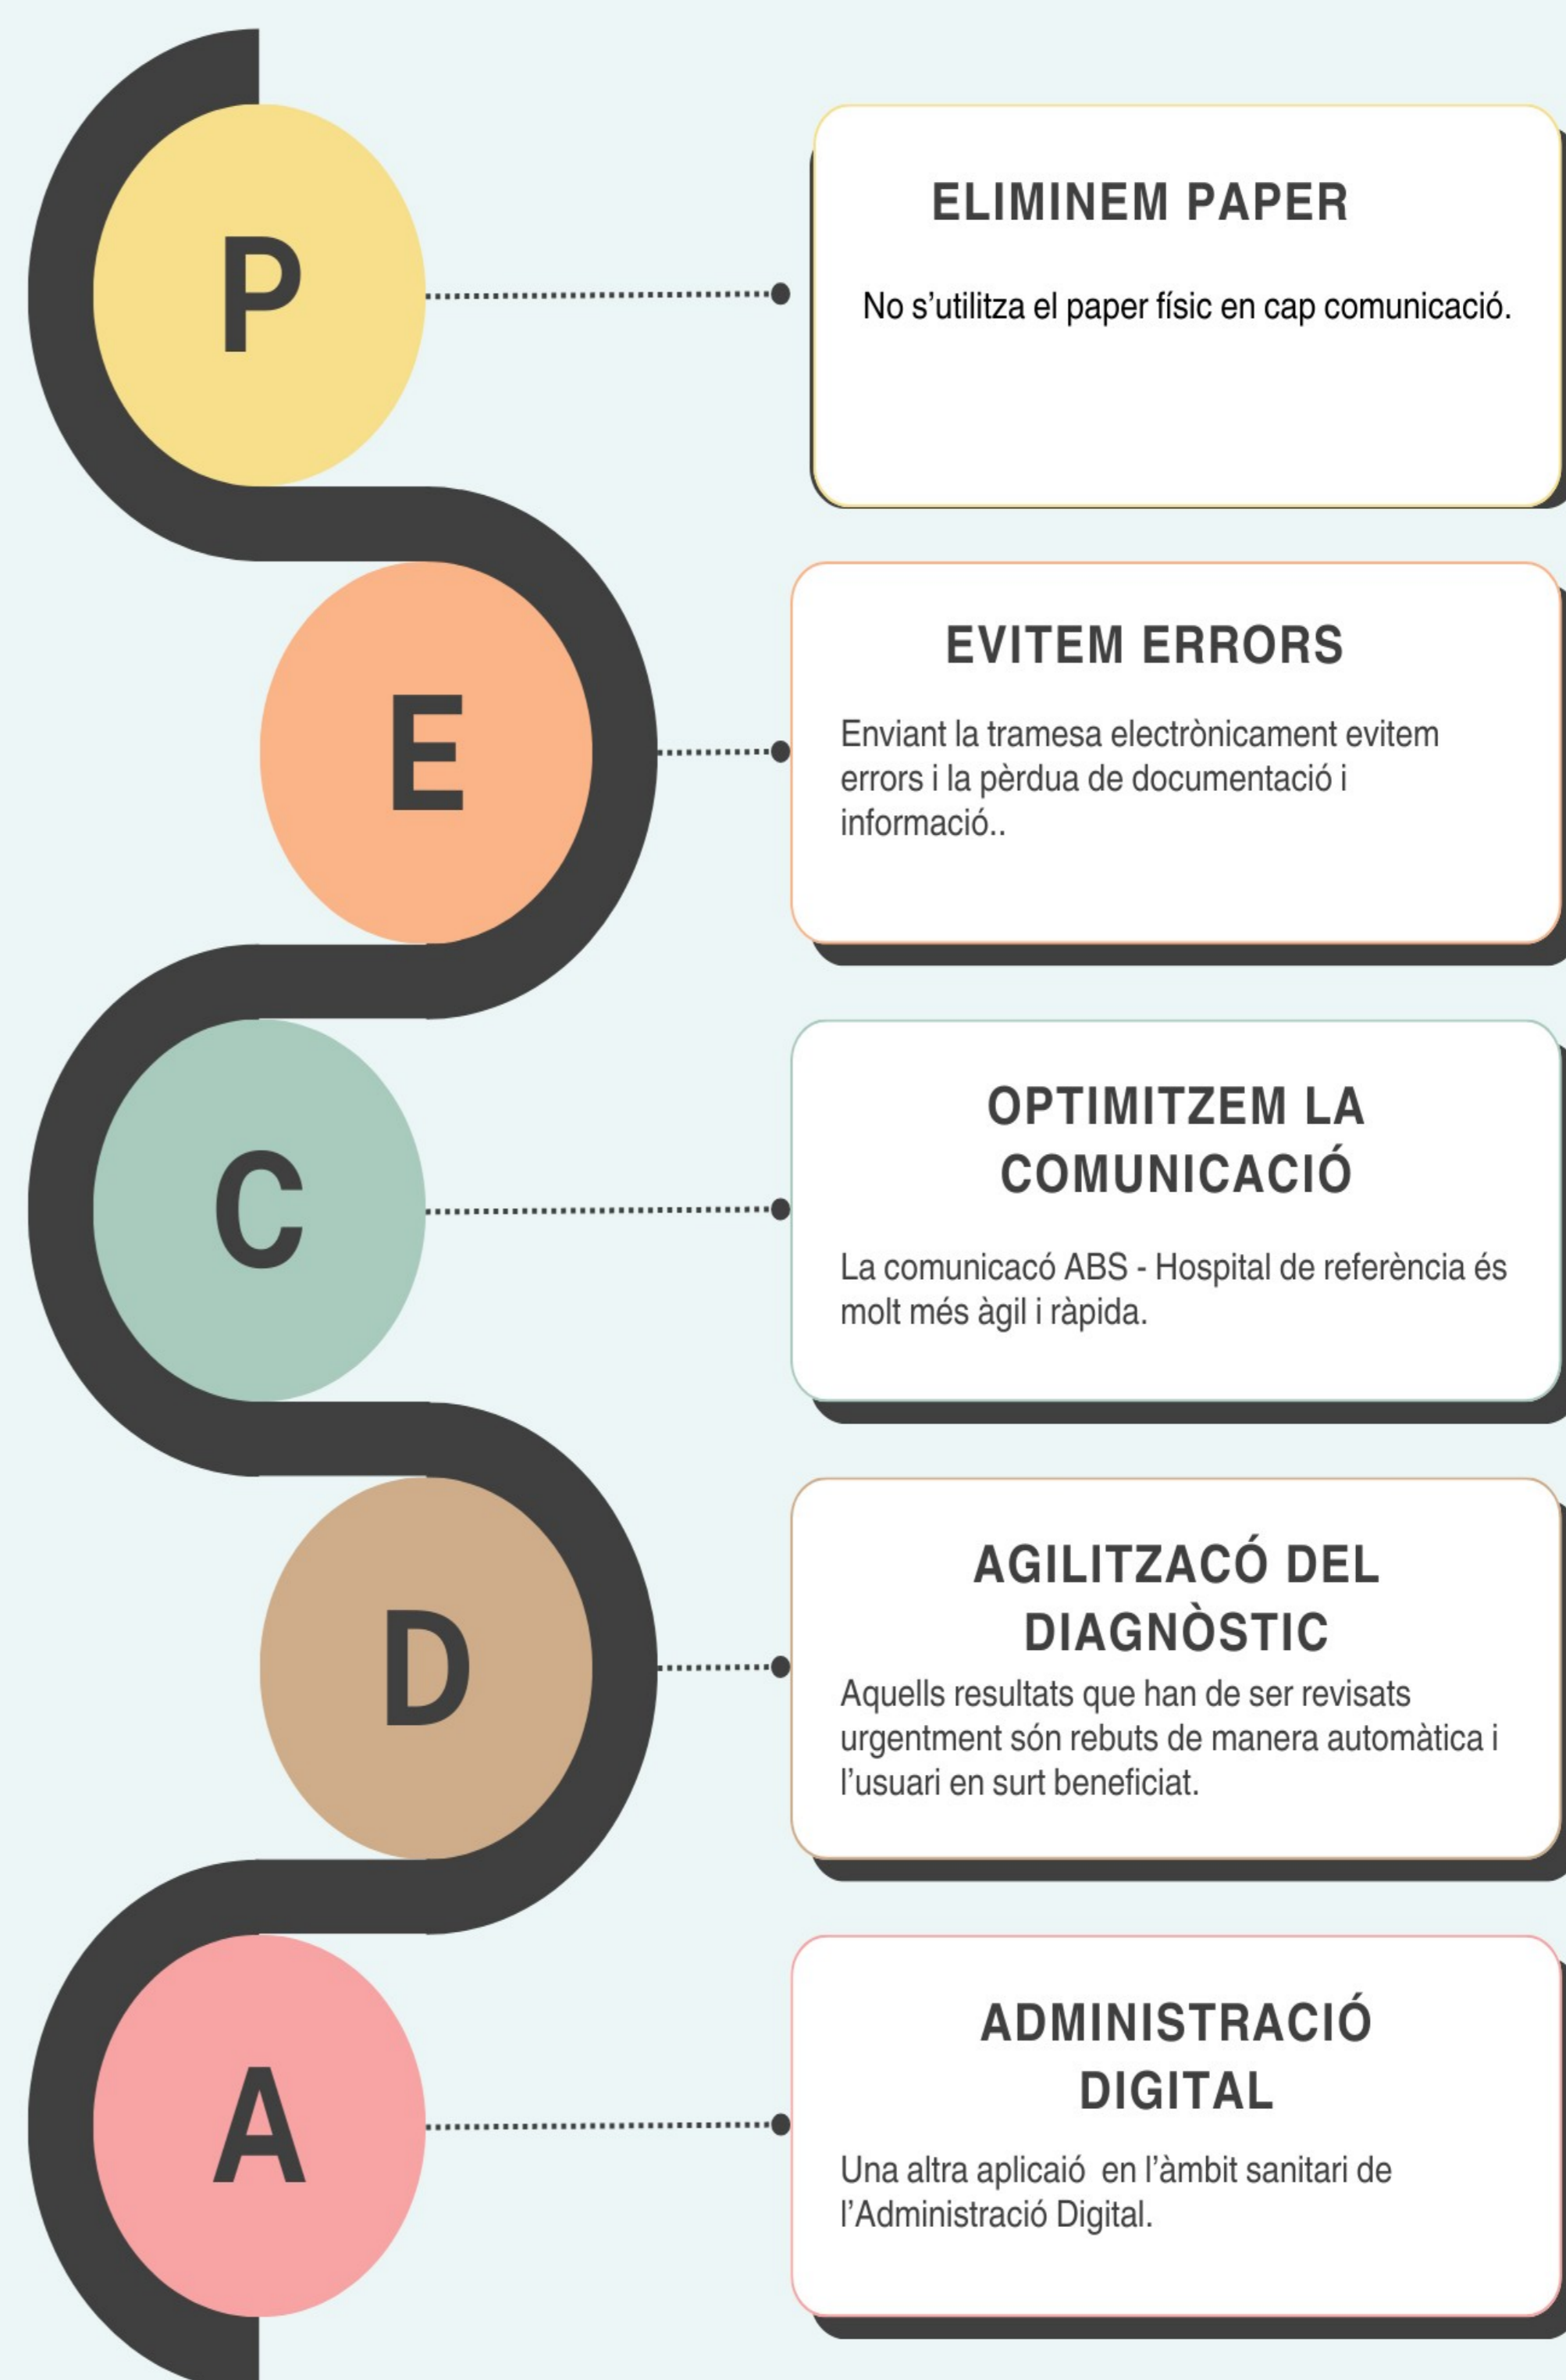 P
ELIMINEM PAPER
No s’utilitza el paper físic en cap comunicació.
E
EVITEM ERRORS
Enviant la tramesa electrònicament evitem
errors i la pèrdua de documentació i
informació..
C
OPTIMITZEM LA
COMUNICACIÓ
La comunicacó ABS - Hospital de referència és
molt més àgil i ràpida.
D
AGILITZACÓ DEL
DIAGNÒSTIC
Aquells resultats que han de ser revisats
urgentment són rebuts de manera automàtica i
l’usuari en surt beneficiat.
A
ADMINISTRACIÓ
DIGITAL
Una altra aplicaió  en l’àmbit sanitari de
l’Administració Digital.